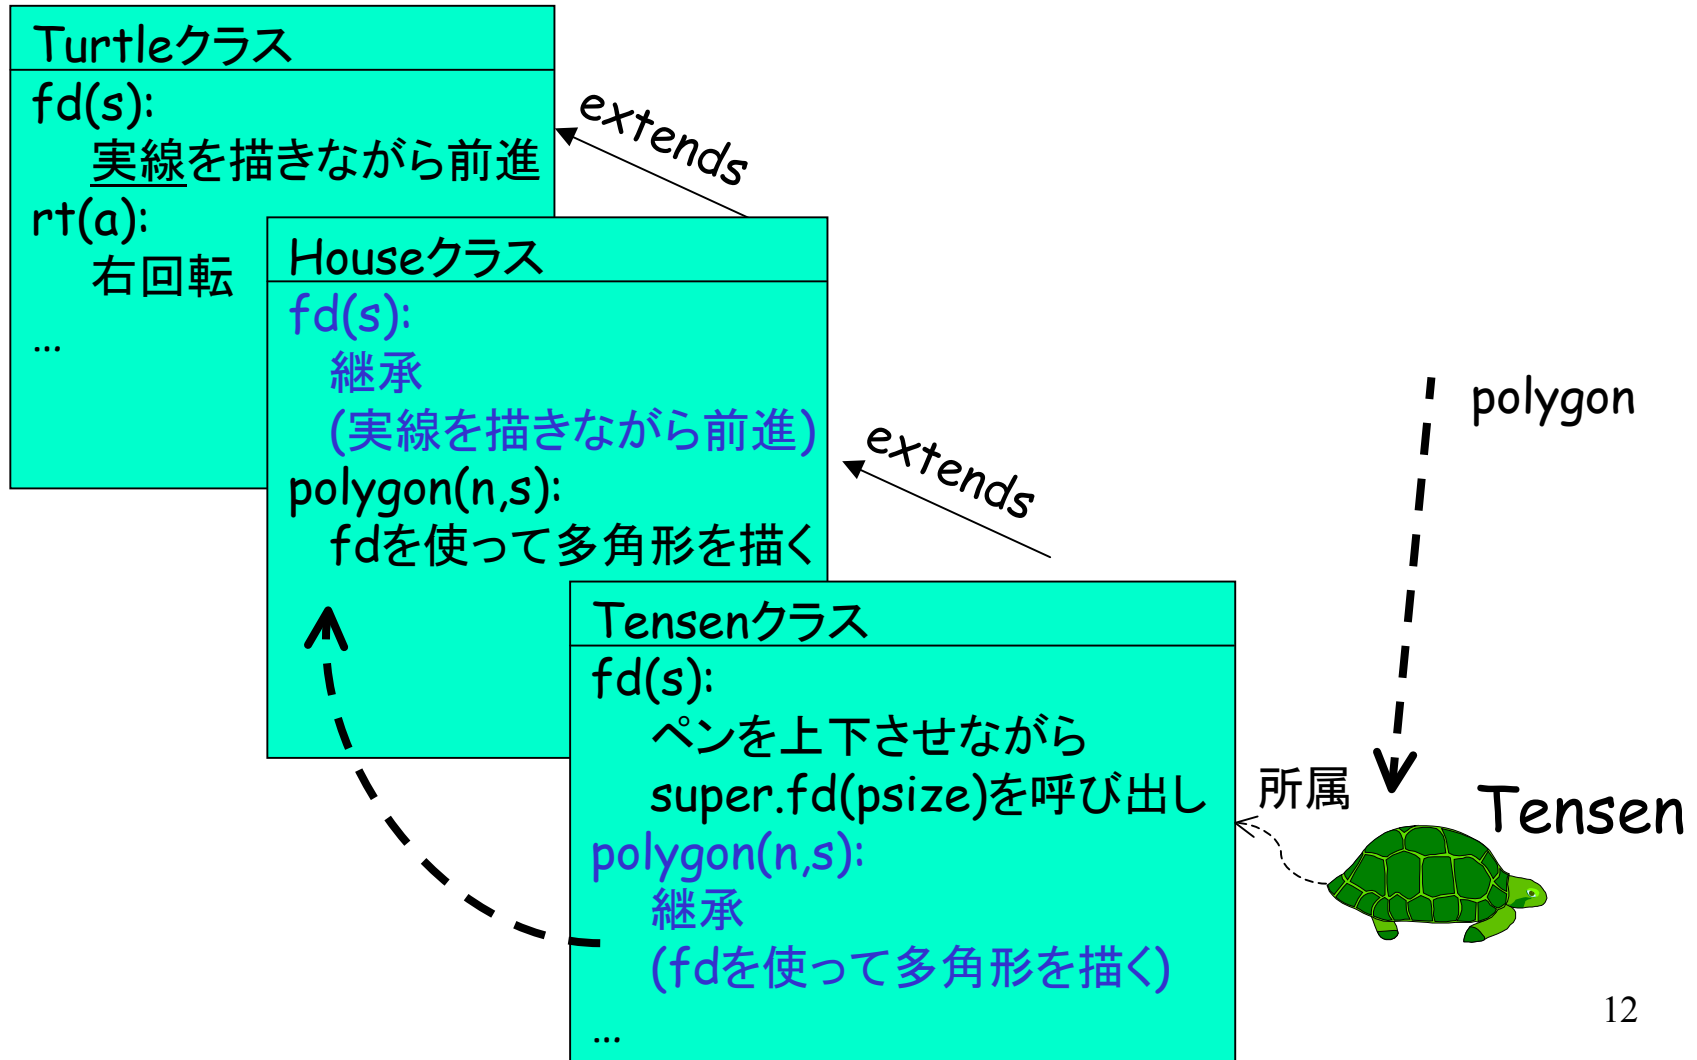 Turtleクラス
fd(s):
実線を描きながら前進
rt(a):
右回転
…
extends
Houseクラス
fd(s):
継承
(実線を描きながら前進)
polygon(n,s):
fdを使って多角形を描く
extends
Tensenクラス
fd(s):
ペンを上下させながら
super.fd(psize)を呼び出し
polygon(n,s):
継承
(fdを使って多角形を描く)
…
polygon
所属
Tensen
12